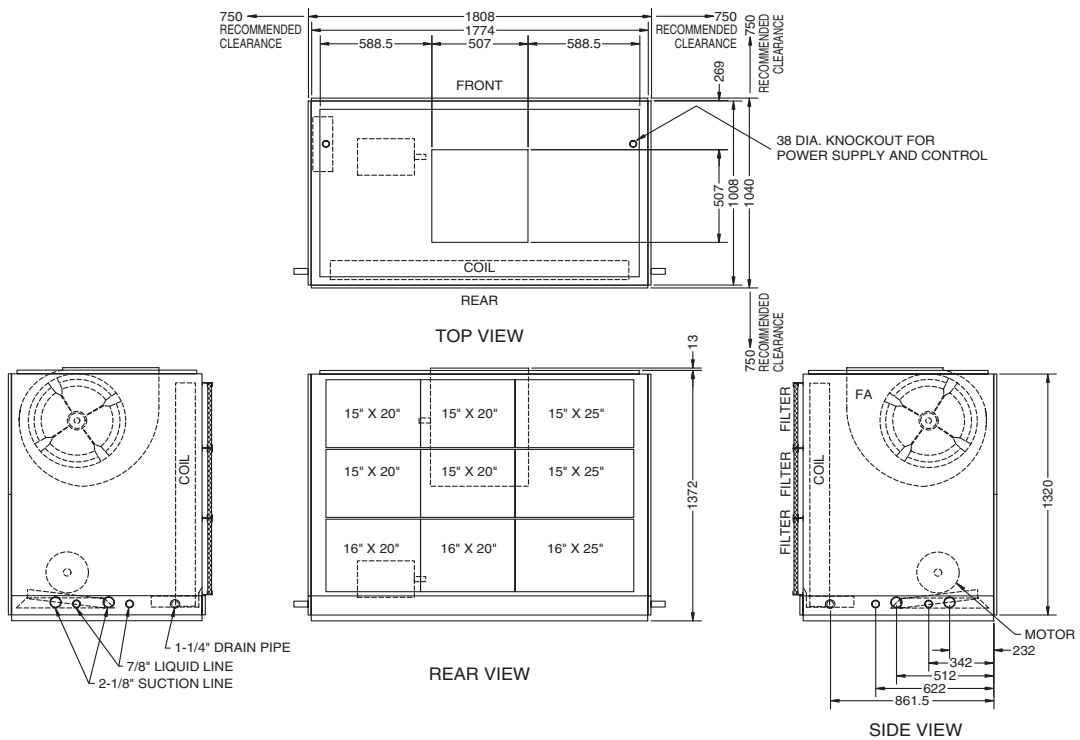 750
RECOMMENDED
CLEARANCE
1808
1774
588.5
507
588.5
750
RECOMMENDED
CLEARANCE
750
RECOMMENDED
CLEARANCE
269
FRONT
38 DIA. KNOCKOUT FOR
POWER SUPPLY AND CONTROL
507
1008
1040
COIL
REAR
TOP VIEW
750
RECOMMENDED
CLEARANCE
13
COIL
1-1/4" DRAIN PIPE
7/8" LIQUID LINE
2-1/8" SUCTION LINE
15" X 20"
15" X 20"
15" X 25"
15" X 20"
15" X 20"
15" X 25"
16" X 20"
16" X 20"
16" X 25"
1372
REAR VIEW
FILTER
FILTER
FILTER
COIL
FA
1320
MOTOR
232
342
512
622
861.5
SIDE VIEW